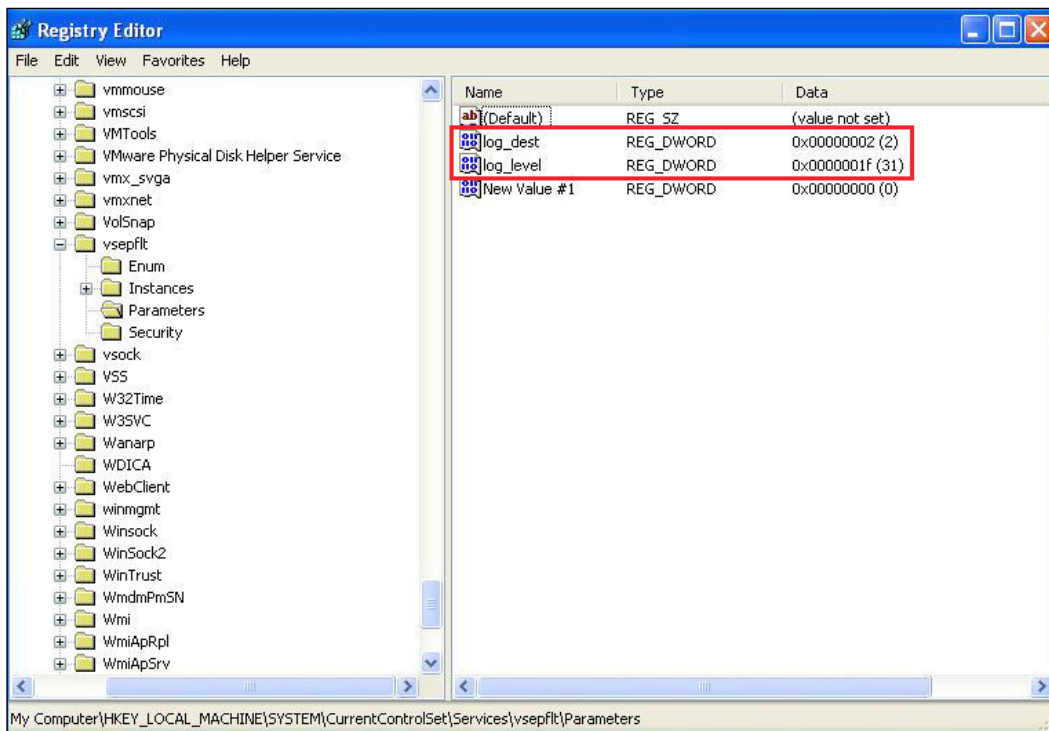 Registry Editor
File Edit View Favorites Help
vmmouse
vmscsi
VMTools
VMware Physical Disk Helper Service
vmx_svga
vmxnet
VolSnap
vsepflt
Enum
Instances
Parameters
Security
vsock
VSS
W32Time
W3SVC
Wanarp
WDICA
WebClient
winmgmt
Winsock
WinSock2
WinTrust
WmdmPmSN
Wmi
WmiApRpl
WmiApSrv
Name Type Data
ab (Default) REG_SZ (value not set)
log_dest REG_DWORD 0x00000002 (2)
log_level REG_DWORD 0x0000001f (31)
New Value #1 REG_DWORD 0x00000000 (0)
My Computer\HKEY_LOCAL_MACHINE\SYSTEM\CurrentControlSet\Services\vsepflt\Parameters